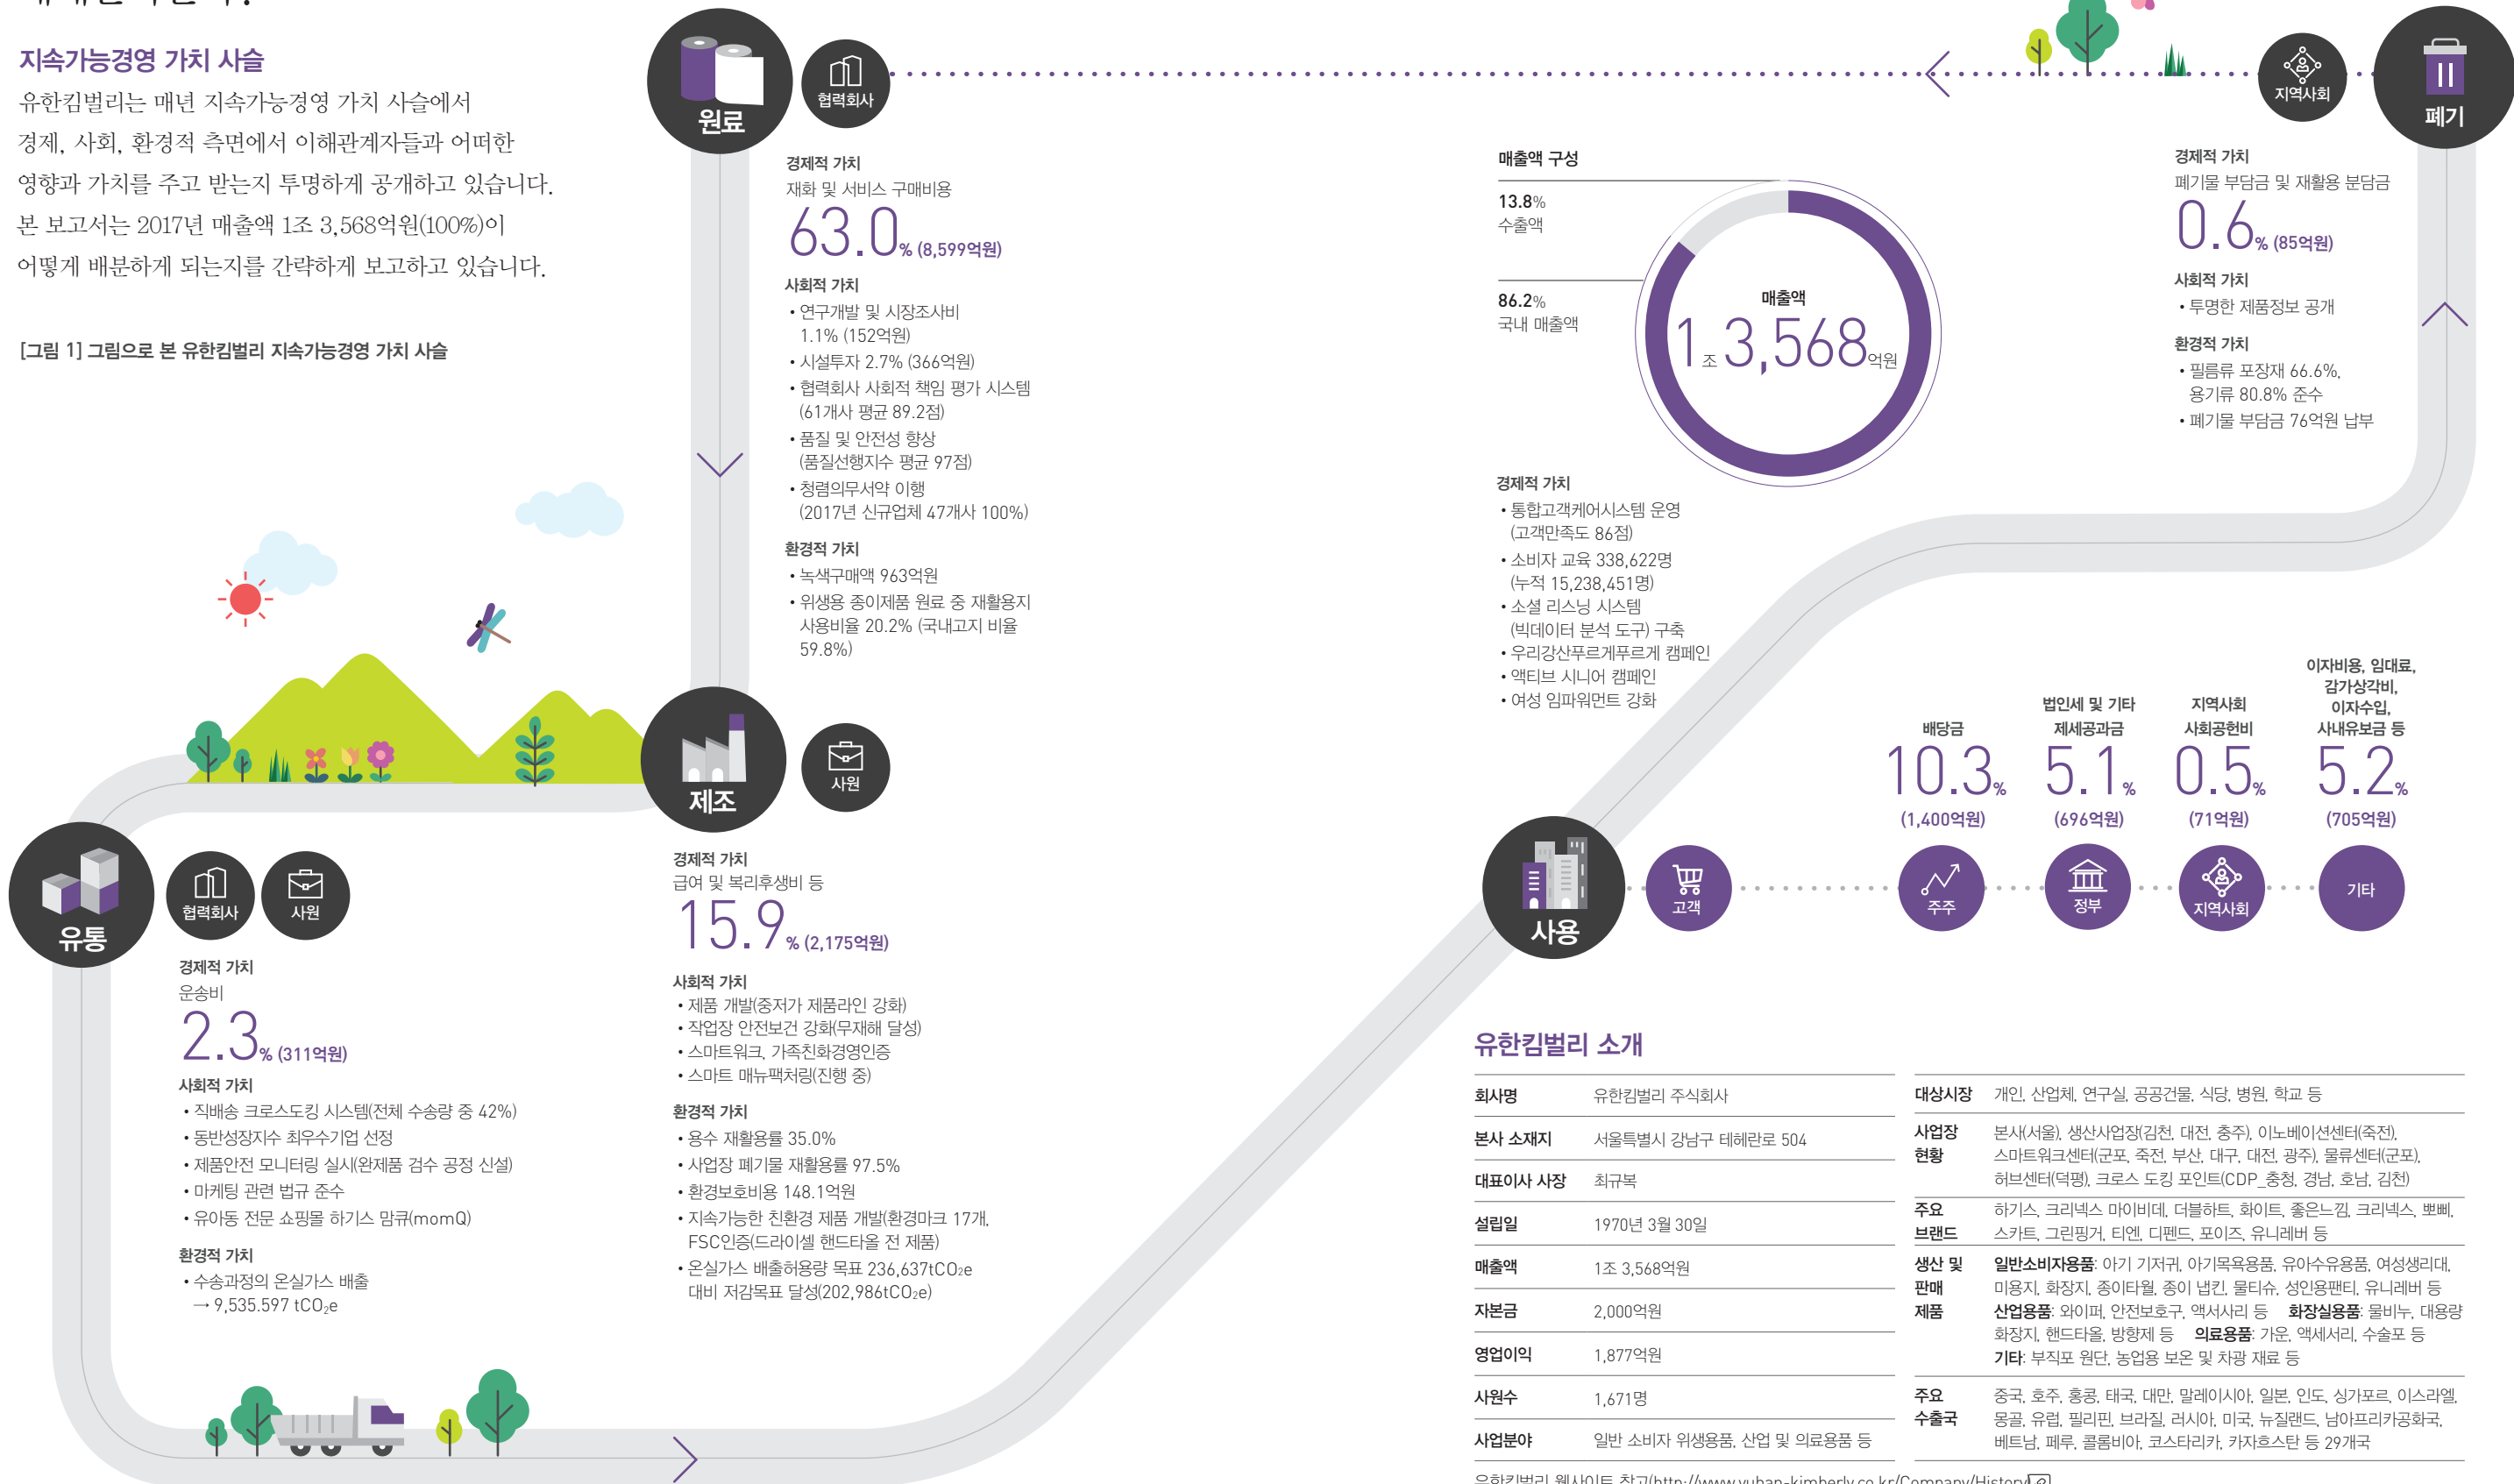 지속가능경영 가치 사슬
유한킴벌리는 매년 지속가능경영 가치 사슬에서
경제, 사회, 환경적 측면에서 이해관계자들과 어떠한
영향과 가치를 주고 받는지 투명하게 공개하고 있습니다.
본 보고서는 2017년 매출액 1조 3,568억원(100%)이
어떻게 배분하게 되는지를 간략하게 보고하고 있습니다.
[그림 1] 그림으로 본 유한킴벌리 지속가능경영 가치 사슬
원료
협력회사
경제적 가치
재화 및 서비스 구매비용
63.0% (8,599억원)
사회적 가치
• 연구개발 및 시장조사비
1.1% (152억원)
• 시설투자 2.7% (366억원)
• 협력회사 사회적 책임 평가 시스템
(61개사 평균 89.2점)
• 품질 및 안전성 향상
(품질선행지수 평균 97점)
• 청렴의무서약 이행
(2017년 신규업체 47개사 100%)
환경적 가치
• 녹색구매액 963억원
• 위생용 종이제품 원료 중 재활용지
사용비율 20.2% (국내고지 비율
59.8%)
제조
사원
경제적 가치
급여 및 복리후생비 등
15.9% (2,175억원)
사회적 가치
• 제품 개발(중저가 제품라인 강화)
• 작업장 안전보건 강화(무재해 달성)
• 스마트워크, 가족친화경영인증
• 스마트 매뉴팩처링(진행 중)
환경적 가치
• 용수 재활용률 35.0%
• 사업장 폐기물 재활용률 97.5%
• 환경보호비용 148.1억원
• 지속가능한 친환경 제품 개발(환경마크 17개,
FSC인증(드라이셀 핸드타올 전 제품)
• 온실가스 배출허용량 목표 236,637tCO₂e
대비 저감목표 달성(202,986tCO₂e)
유통
협력회사
사원
경제적 가치
운송비
2.3% (311억원)
사회적 가치
• 직배송 크로스도킹 시스템(전체 수송량 중 42%)
• 동반성장지수 최우수기업 선정
• 제품안전 모니터링 실시(완제품 검수 공정 신설)
• 마케팅 관련 법규 준수
• 유아동 전문 쇼핑몰 하기스 맘큐(momQ)
환경적 가치
• 수송과정의 온실가스 배출
→ 9,535.597 tCO₂e
매출액 구성
13.8%
수출액
86.2%
국내 매출액
매출액
1조 3,568억원
경제적 가치
• 통합고객케어시스템 운영
(고객만족도 86점)
• 소비자 교육 338,622명
(누적 15,238,451명)
• 소셜 리스닝 시스템
(빅데이터 분석 도구) 구축
• 우리강산푸르게푸르게 캠페인
• 액티브 시니어 캠페인
• 여성 임파워먼트 강화
사용
고객
배당금
10.3%
(1,400억원)
주주
법인세 및 기타
제세공과금
5.1%
(696억원)
정부
지역사회
사회공헌비
0.5%
(71억원)
지역사회
이자비용, 임대료,
감가상각비,
이자수입,
사내유보금 등
5.2%
(705억원)
기타
지역사회
폐기
경제적 가치
폐기물 부담금 및 재활용 분담금
0.6% (85억원)
사회적 가치
• 투명한 제품정보 공개
환경적 가치
• 필름류 포장재 66.6%,
용기류 80.8% 준수
• 폐기물 부담금 76억원 납부
유한킴벌리 소개
회사명 유한킴벌리 주식회사
본사 소재지 서울특별시 강남구 테헤란로 504
대표이사 사장 최규복
설립일 1970년 3월 30일
매출액 1조 3,568억원
자본금 2,000억원
영업이익 1,877억원
사원수 1,671명
사업분야 일반 소비자 위생용품, 산업 및 의료용품 등
대상시장 개인, 산업체, 연구실, 공공건물, 식당, 병원, 학교 등
사업장 본사(서울), 생산사업장(김천, 대전, 충주), 이노베이션센터(죽전),
현황 스마트워크센터(군포, 죽전, 부산, 대구, 대전, 광주), 물류센터(군포),
허브센터(덕평), 크로스 도킹 포인트(CDP_충청, 경남, 호남, 김천)
주요 하기스, 크리넥스 마이비데, 더블하트, 화이트, 좋은느낌, 크리넥스, 뽀삐,
브랜드 스카트, 그린핑거, 티엔, 디펜드, 포이즈, 유니레버 등
생산 및 일반소비자용품: 아기 기저귀, 아기목욕용품, 유아수유용품, 여성생리대,
판매 미용지, 화장지, 종이타월, 종이 냅킨, 물티슈, 성인용팬티, 유니레버 등
제품 산업용품: 와이퍼, 안전보호구, 액서사리 등 화장실용품: 물비누, 대용량
화장지, 핸드타올, 방향제 등 의료용품: 가운, 액세서리, 수술포 등
기타: 부직포 원단, 농업용 보온 및 차광 재료 등
주요 중국, 호주, 홍콩, 태국, 대만, 말레이시아, 일본, 인도, 싱가포르, 이스라엘,
수출국 몽골, 유럽, 필리핀, 브라질, 러시아, 미국, 뉴질랜드, 남아프리카공화국,
베트남, 페루, 콜롬비아, 코스타리카, 카자흐스탄 등 29개국
유한킴벌리 웹사이트 참고(http://www.yuhan-kimberly.co.kr/Company/History)